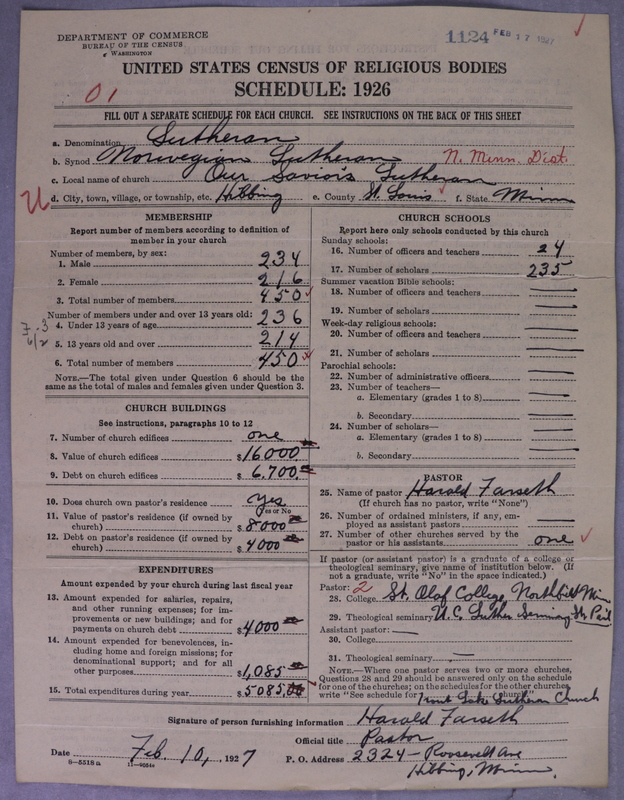 DEPARTMENT OF COMMERCE
BUREAU OF THE CENSUS
WASHINGTON
1124 FEB 17 1927
UNITED STATES CENSUS OF RELIGIOUS BODIES
SCHEDULE: 1926
01
FILL OUT A SEPARATE SCHEDULE FOR EACH CHURCH. SEE INSTRUCTIONS ON THE BACK OF THIS SHEET
a. Denomination Lutheran
b. Synod Norwegian Lutheran N. Minn. Dist.
c. Local name of church Our Savior's Lutheran
d. City, town, village, or township, etc. Hibbing e. County St. Louis f. State Minn
U
MEMBERSHIP
Report number of members according to definition of
member in your church
Number of members, by sex:
1. Male 234
2. Female 216
3. Total number of members 450
Number of members under and over 13 years old:
4. Under 13 years of age 236
5. 13 years old and over 214
6. Total number of members 450
NOTE.—The total given under Question 6 should be the
same as the total of males and females given under Question 3.
CHURCH BUILDINGS
See instructions, paragraphs 10 to 12
7. Number of church edifices one
8. Value of church edifices $16000
9. Debt on church edifices $6,700
10. Does church own pastor's residence Yes
Yes or No
11. Value of pastor's residence (if owned by
church) $8000
12. Debt on pastor's residence (if owned by
church) $4000
EXPENDITURES
Amount expended by your church during last fiscal year
13. Amount expended for salaries, repairs,
and other running expenses; for im-
provements or new buildings; and for
payments on church debt $4000
14. Amount expended for benevolences, in-
cluding home and foreign missions; for
denominational support; and for all
other purposes $1,085
15. Total expenditures during year $5085.00
CHURCH SCHOOLS
Report here only schools conducted by this church
Sunday schools:
16. Number of officers and teachers 24
17. Number of scholars 235
Summer vacation Bible schools:
18. Number of officers and teachers
19. Number of scholars
Week-day religious schools:
20. Number of officers and teachers
21. Number of scholars
Parochial schools:
22. Number of administrative officers
23. Number of teachers—
a. Elementary (grades 1 to 8)
b. Secondary
24. Number of scholars—
a. Elementary (grades 1 to 8)
b. Secondary
PASTOR
25. Name of pastor Harold Farseth
(If church has no pastor, write "None")
26. Number of ordained ministers, if any, em-
ployed as assistant pastors
27. Number of other churches served by the
pastor or his assistants one
If pastor (or assistant pastor) is a graduate of a college or
theological seminary, give name of institution below. (If
not a graduate, write "No" in the space indicated.)
Pastor: 2
28. College St. Olaf College, Northfield Minn
29. Theological seminary U.C. Luther Seminary St. Paul
Assistant pastor:
30. College
31. Theological seminary
NOTE.—Where one pastor serves two or more churches,
Questions 28 and 29 should be answered only on the schedule
for one of the churches; on the schedules for the other churches,
write "See schedule for Trout Lake Lutheran Church church."
Signature of person furnishing information Harold Farseth
Official title Pastor
Date Feb. 10, 1927 P. O. Address 2324 - Roosevelt Ave
Hibbing, Minn.
8—5518a 11—9054